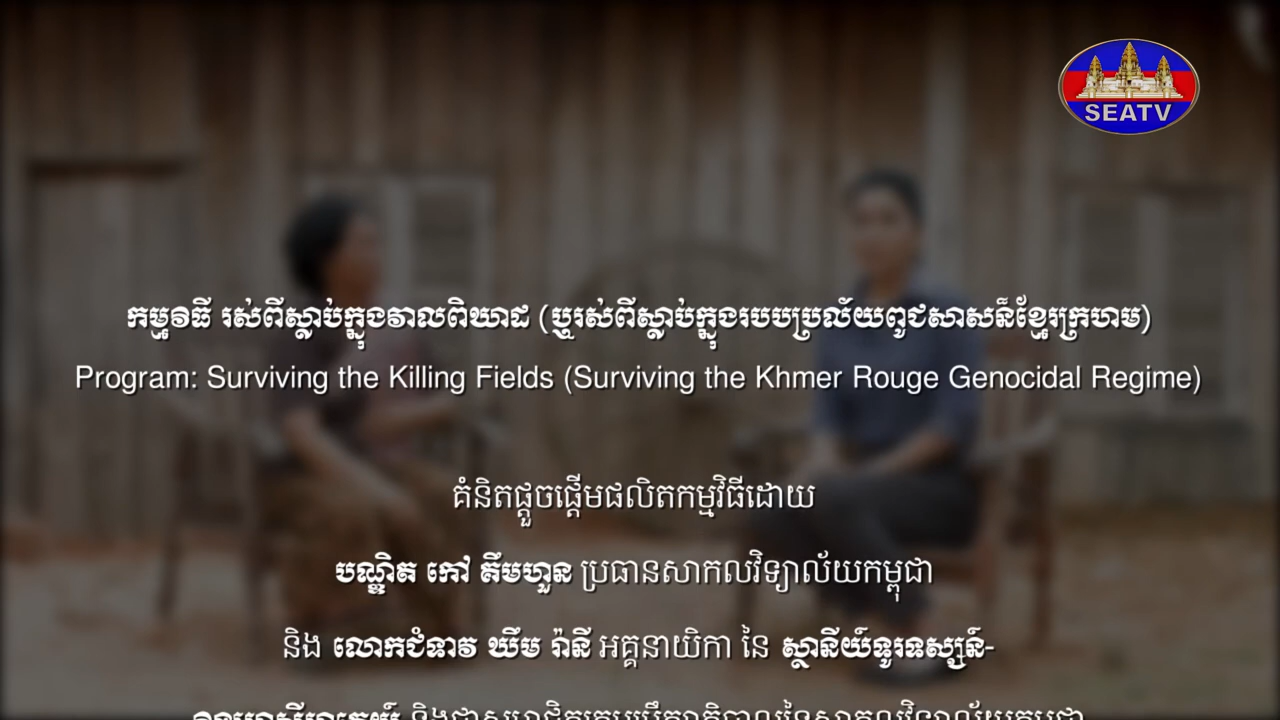 SEATV
កម្មវិធី រស់ពីស្លាប់ក្នុងវាលពិឃាដ (ឬរស់ពីស្លាប់ក្នុងរបបប្រល័យពូជសាសន៍ខ្មែរក្រហម)
Program: Surviving the Killing Fields (Surviving the Khmer Rouge Genocidal Regime)
គំនិតផ្តួចផ្តើមផលិតកម្មវិធីដោយ
បណ្ឌិត កៅ តឹមហួន ប្រធានសាកលវិទ្យាល័យកម្ពុជា
និង លោកជំទាវ ឃឹម រ៉ានី អគ្គនាយិកា នៃ ស្ថានីយ៍ទូរទស្សន៍-